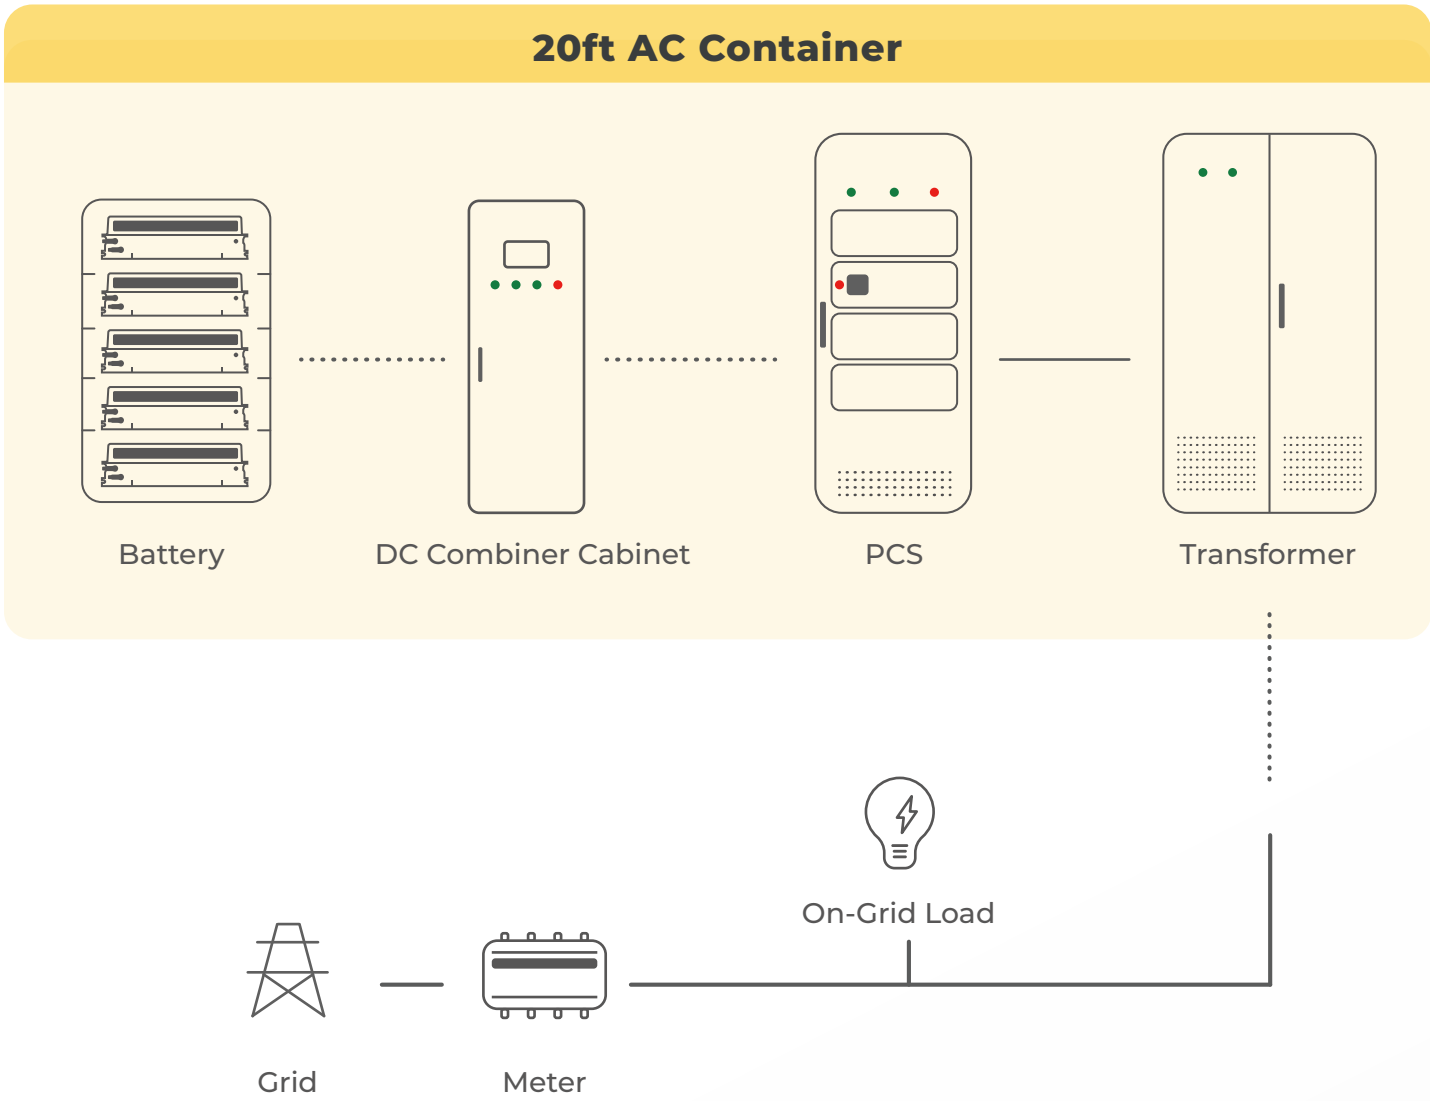 20ft AC Container
Battery
DC Combiner Cabinet
PCS
Transformer
On-Grid Load
Grid
Meter